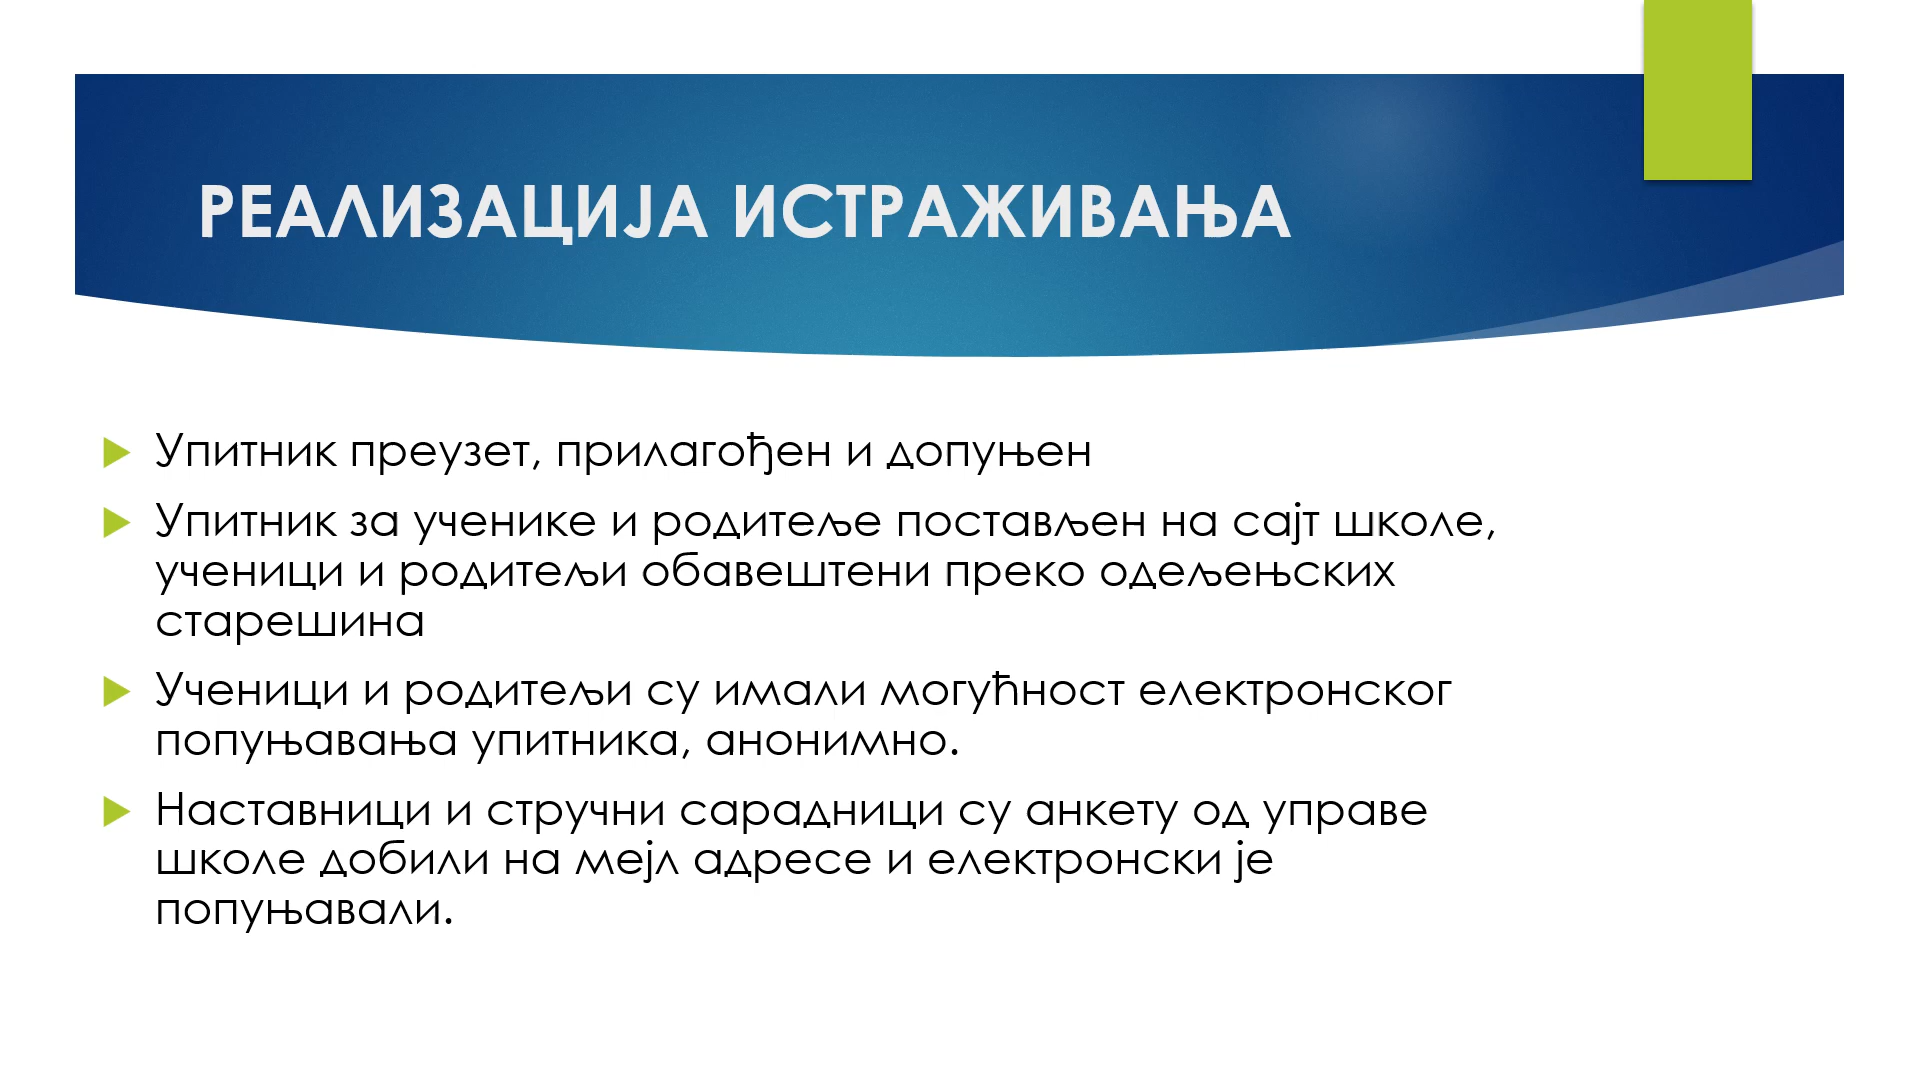 РЕАЛИЗАЦИЈА ИСТРАЖИВАЊА
Упитник преузет, прилагођен и допуњен
Упитник за ученике и родитеље постављен на сајт школе,
ученици и родитељи обавештени преко одељењских
старешина
Ученици и родитељи су имали могућност електронског
попуњавања упитника, анонимно.
Наставници и стручни сарадници су анкету од управе
школе добили на мејл адресе и електронски је
попуњавали.